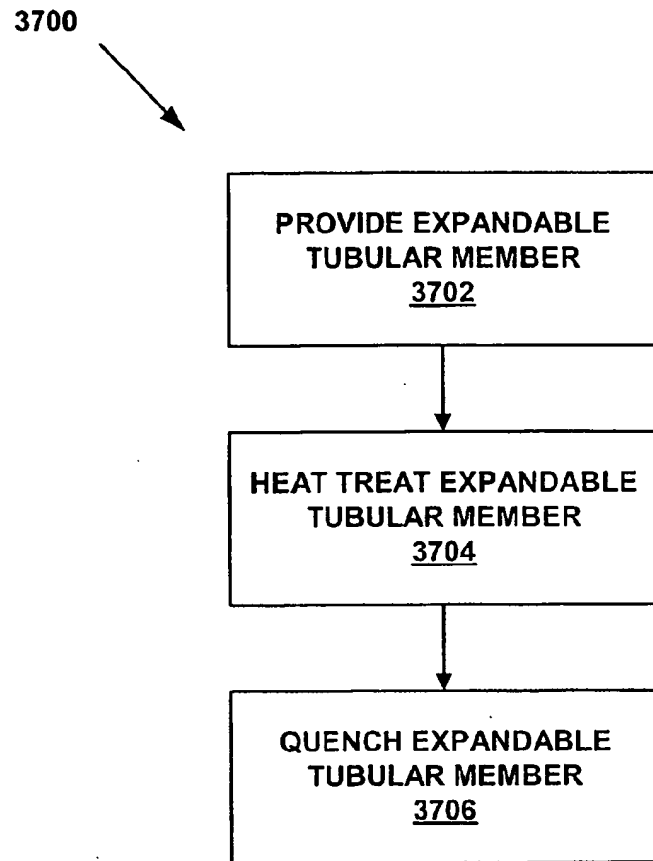 3700
PROVIDE EXPANDABLE
TUBULAR MEMBER
3702
HEAT TREAT EXPANDABLE
TUBULAR MEMBER
3704
QUENCH EXPANDABLE
TUBULAR MEMBER
3706